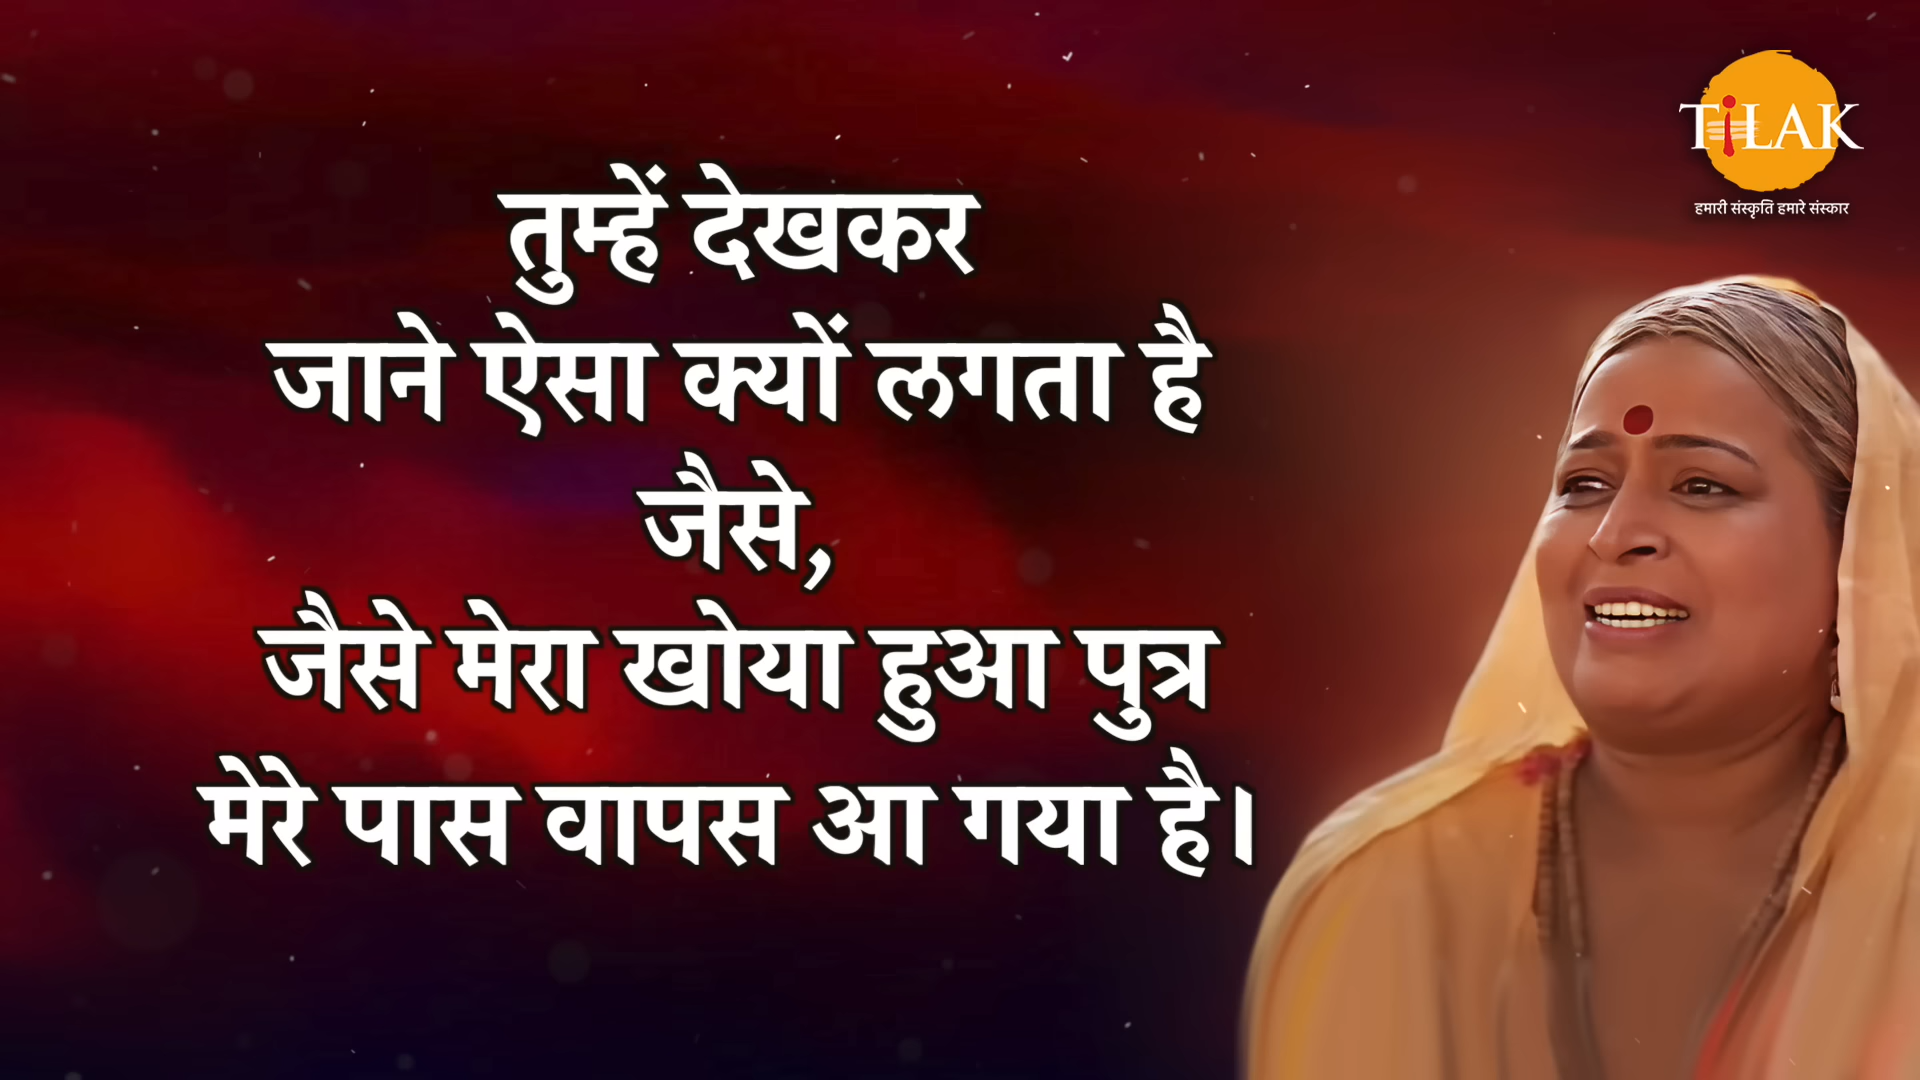 TiLAK
हमारी संस्कृति हमारे संस्कार
तुम्हें देखकर
जाने ऐसा क्यों लगता है
जैसे,
जैसे मेरा खोया हुआ पुत्र
मेरे पास वापस आ गया है।